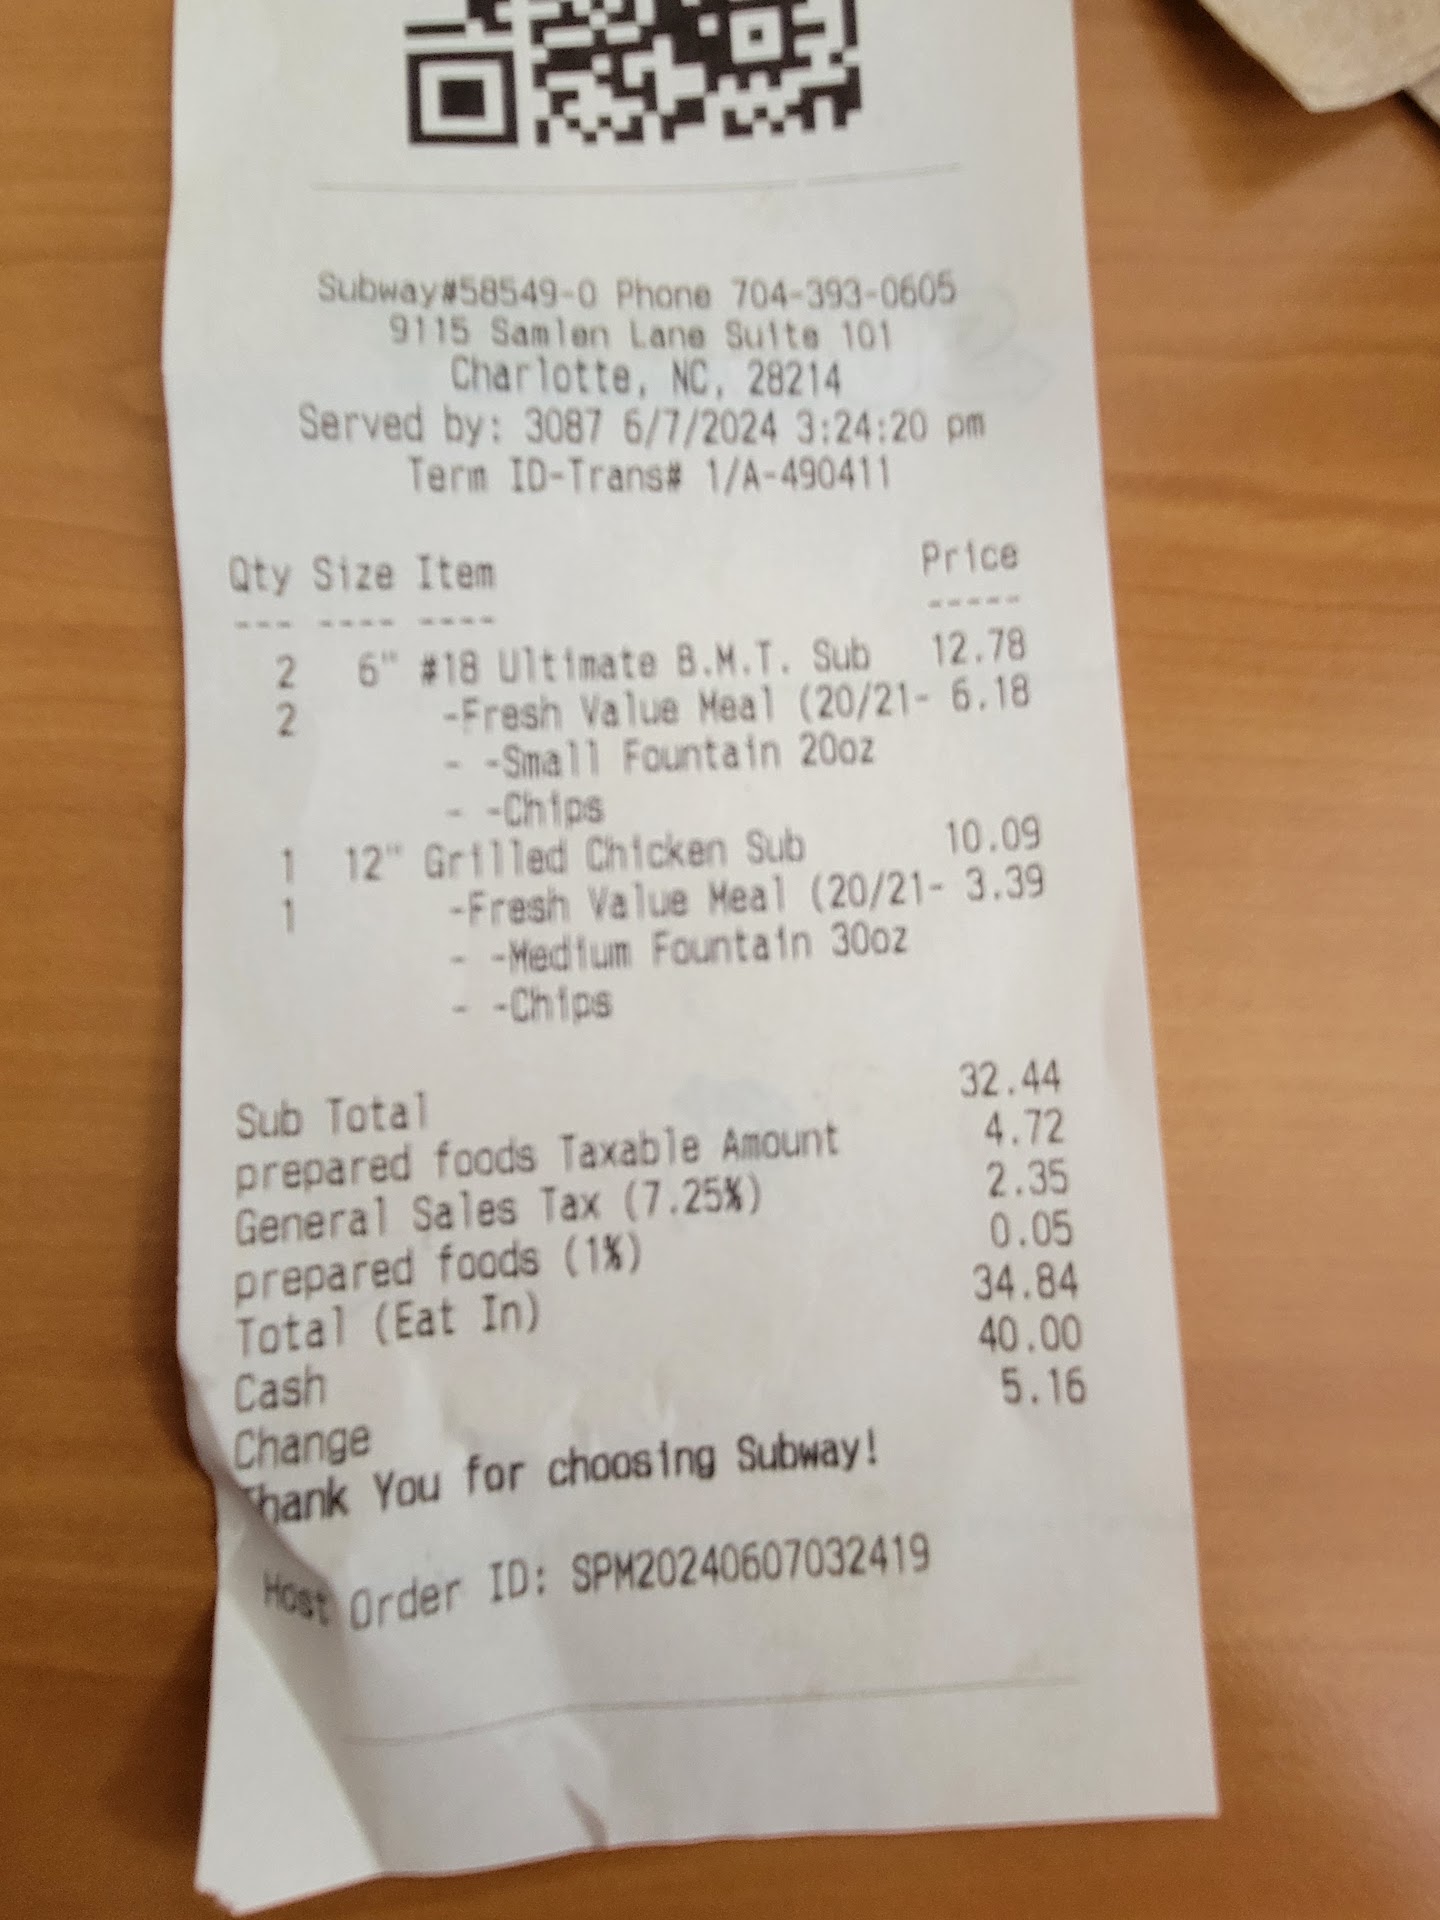 Subway#58549-0 Phone 704-393-0605
9115 Samlen Lane Suite 101
Charlotte, NC, 28214
Served by: 3087 6/7/2024 3:24:20 pm
Term ID-Trans# 1/A-490411
Qty Size Item Price
--- ---- ---- -----
2 6" #18 Ultimate B.M.T. Sub 12.78
2 -Fresh Value Meal (20/21- 6.18
- -Small Fountain 20oz
- -Chips
1 12" Grilled Chicken Sub 10.09
1 -Fresh Value Meal (20/21- 3.39
- -Medium Fountain 30oz
- -Chips
Sub Total 32.44
prepared foods Taxable Amount 4.72
General Sales Tax (7.25%) 2.35
prepared foods (1%) 0.05
Total (Eat In) 34.84
Cash 40.00
Change 5.16
Thank You for choosing Subway!
Host Order ID: SPM20240607032419